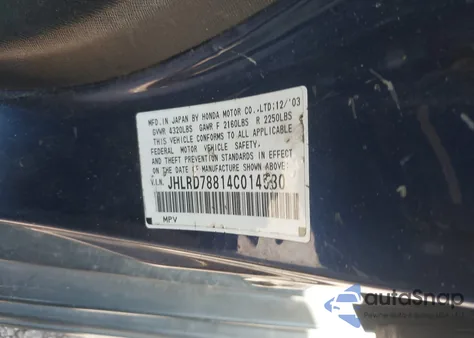 MFD.IN JAPAN BY HONDA MOTOR CO.,LTD:12/'03
GVWR 4320LBS GAWR F 2160LBS R 2250LBS
THIS VEHICLE CONFORMS TO ALL APPLICABLE
FEDERAL MOTOR VEHICLE SAFETY,
AND THEFT PREVENTION STANDARDS IN EFFECT
ON THE DATE OF MANUFACTURE SHOWN ABOVE.
V.I.N. JHLRD78814C014530
MPV
autoSnap